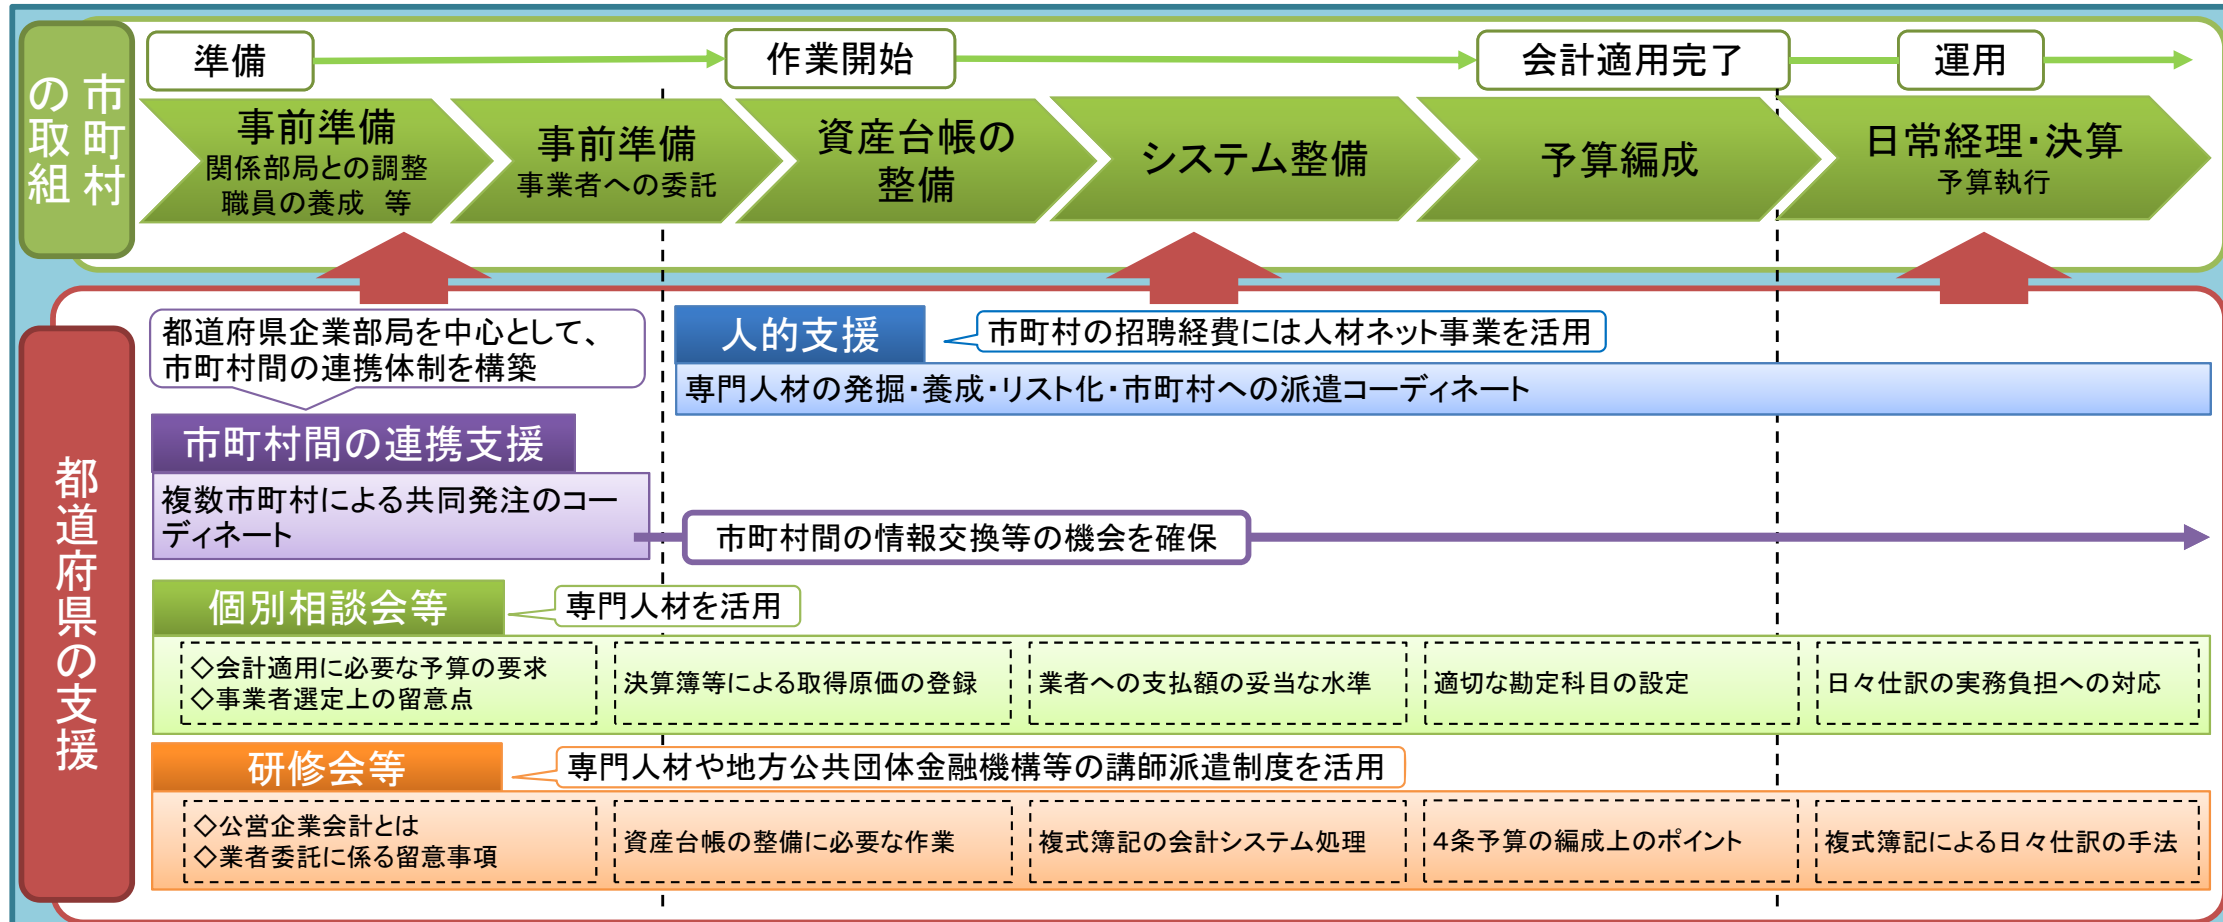 市町村
の取組
準備
作業開始
会計適用完了
運用
事前準備
関係部局との調整
職員の養成　等
事前準備
事業者への委託
資産台帳の
整備
システム整備
予算編成
日常経理・決算
予算執行
都道府県の支援
都道府県企業部局を中心として、
市町村間の連携体制を構築
人的支援
市町村の招聘経費には人材ネット事業を活用
専門人材の発掘・養成・リスト化・市町村への派遣コーディネート
市町村間の連携支援
複数市町村による共同発注のコー
ディネート
市町村間の情報交換等の機会を確保
個別相談会等
専門人材を活用
◇会計適用に必要な予算の要求
◇事業者選定上の留意点
決算簿等による取得原価の登録
業者への支払額の妥当な水準
適切な勘定科目の設定
日々仕訳の実務負担への対応
研修会等
専門人材や地方公共団体金融機構等の講師派遣制度を活用
◇公営企業会計とは
◇業者委託に係る留意事項
資産台帳の整備に必要な作業
複式簿記の会計システム処理
4条予算の編成上のポイント
複式簿記による日々仕訳の手法